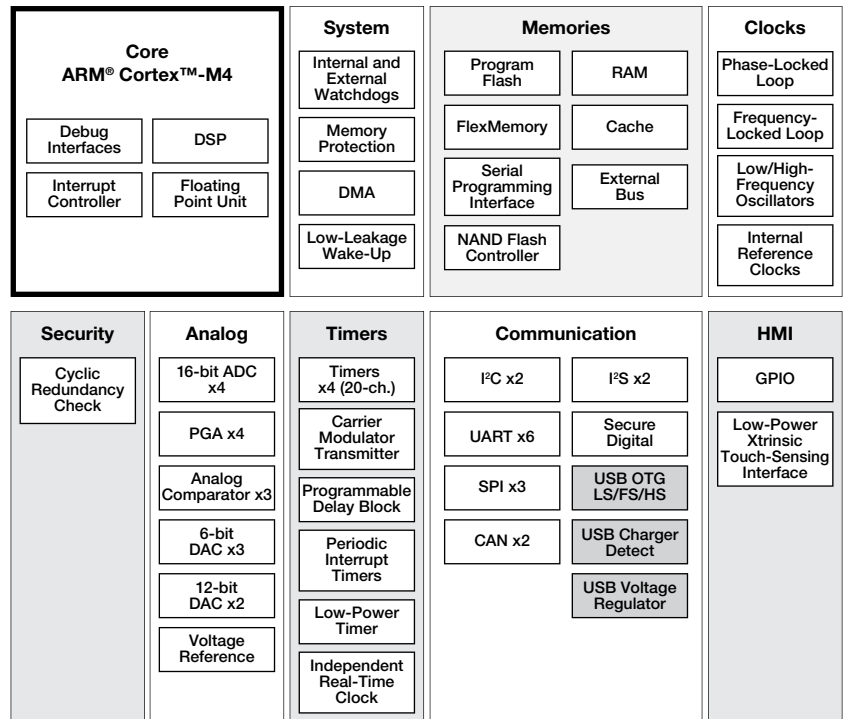 Core
ARM® Cortex™-M4
Debug
Interfaces
DSP
Interrupt
Controller
Floating
Point Unit
System
Internal and
External
Watchdogs
Memory
Protection
DMA
Low-Leakage
Wake-Up
Memories
Program
Flash
RAM
FlexMemory
Cache
Serial
Programming
Interface
External
Bus
NAND Flash
Controller
Clocks
Phase-Locked
Loop
Frequency-
Locked Loop
Low/High-
Frequency
Oscillators
Internal
Reference
Clocks
Security
Cyclic
Redundancy
Check
Analog
16-bit ADC
x4
PGA x4
Analog
Comparator x3
6-bit
DAC x3
12-bit
DAC x2
Voltage
Reference
Timers
Timers
x4 (20-ch.)
Carrier
Modulator
Transmitter
Programmable
Delay Block
Periodic
Interrupt
Timers
Low-Power
Timer
Independent
Real-Time
Clock
Communication
I²C x2
I²S x2
UART x6
Secure
Digital
SPI x3
USB OTG
LS/FS/HS
CAN x2
USB Charger
Detect
USB Voltage
Regulator
HMI
GPIO
Low-Power
Xtrinsic
Touch-Sensing
Interface